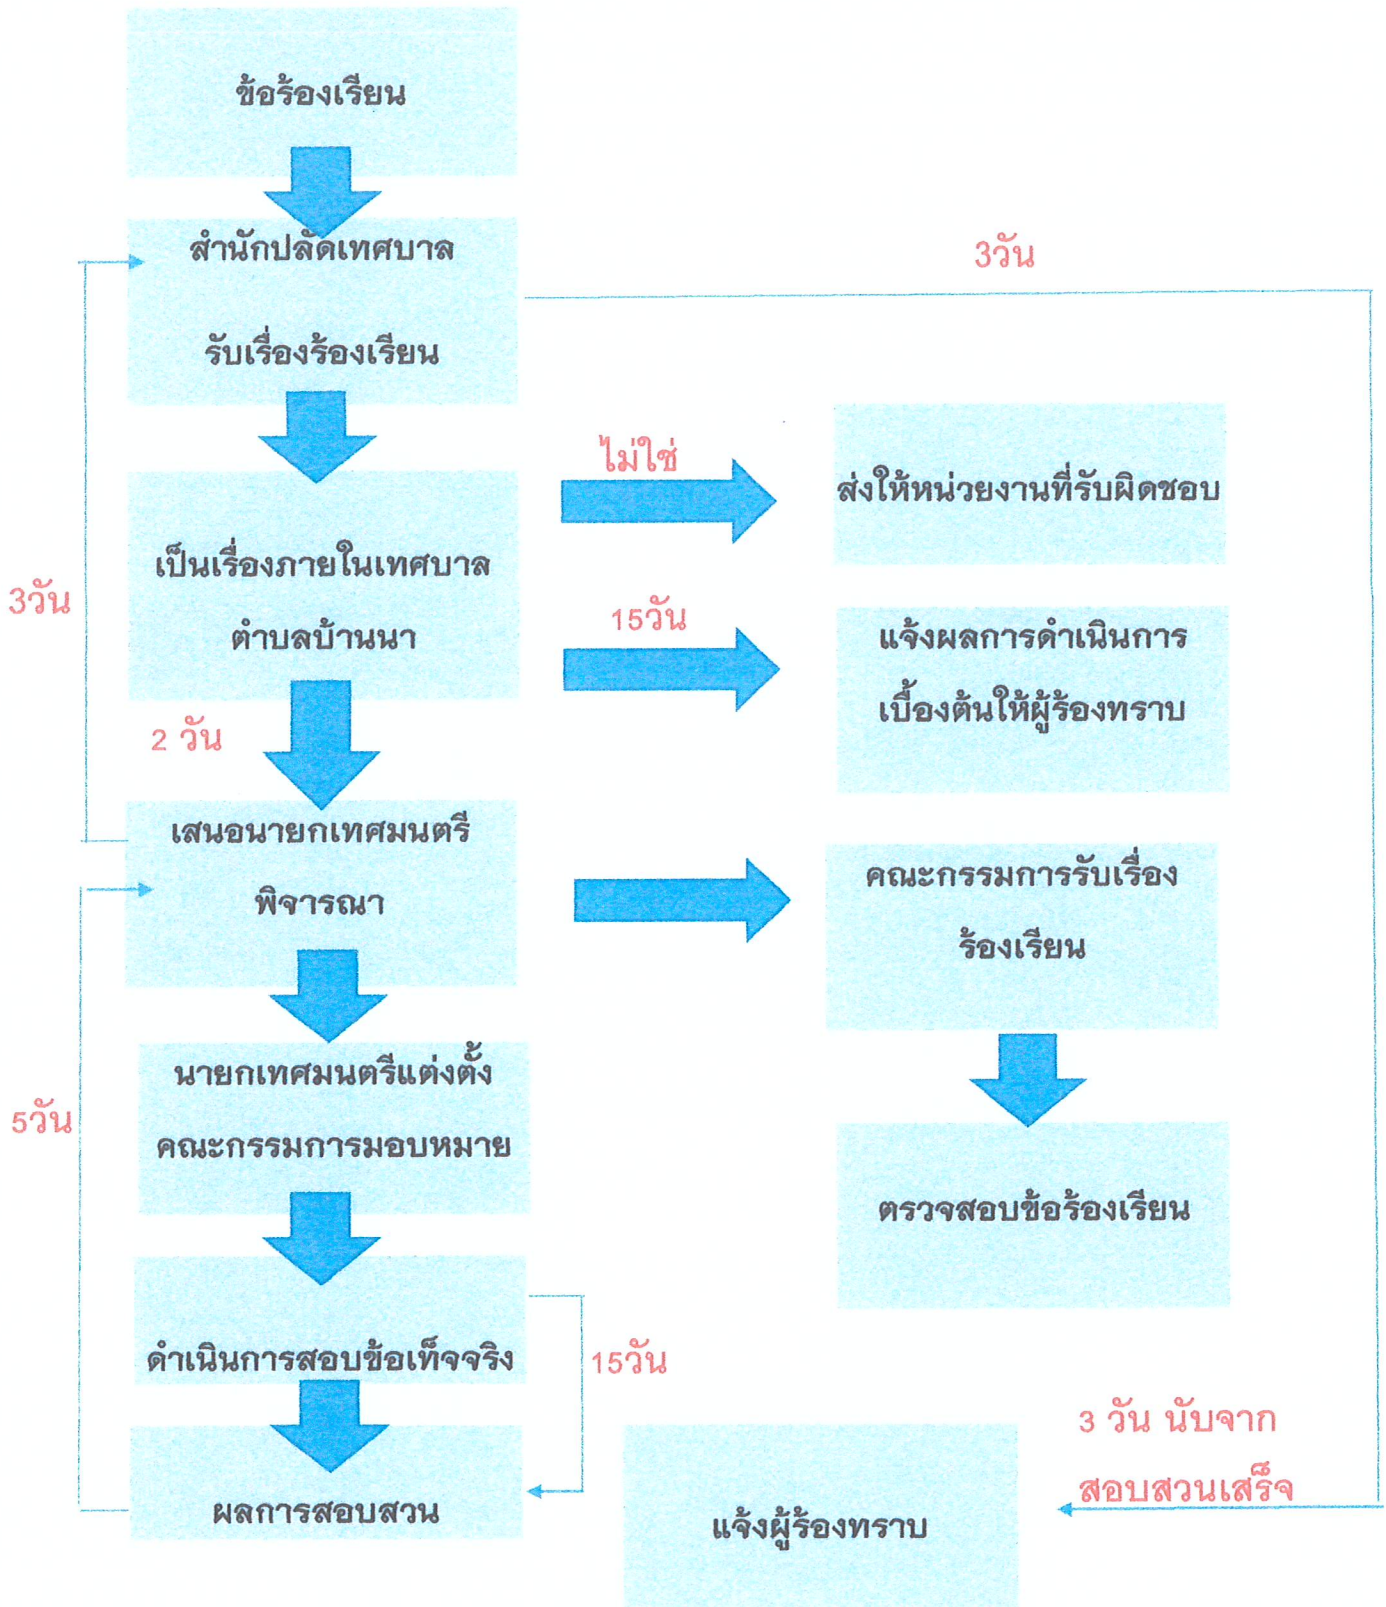 ข้อร้องเรียน
สำนักปลัดเทศบาล
รับเรื่องร้องเรียน
3วัน
ไม่ใช่
ส่งให้หน่วยงานที่รับผิดชอบ
เป็นเรื่องภายในเทศบาล
ตำบลบ้านนา
3วัน
15วัน
แจ้งผลการดำเนินการ
เบื้องต้นให้ผู้ร้องทราบ
2 วัน
เสนอนายกเทศมนตรี
พิจารณา
คณะกรรมการรับเรื่อง
ร้องเรียน
นายกเทศมนตรีแต่งตั้ง
คณะกรรมการมอบหมาย
5วัน
ตรวจสอบข้อร้องเรียน
ดำเนินการสอบข้อเท็จจริง
15วัน
ผลการสอบสวน
แจ้งผู้ร้องทราบ
3 วัน นับจาก
สอบสวนเสร็จ